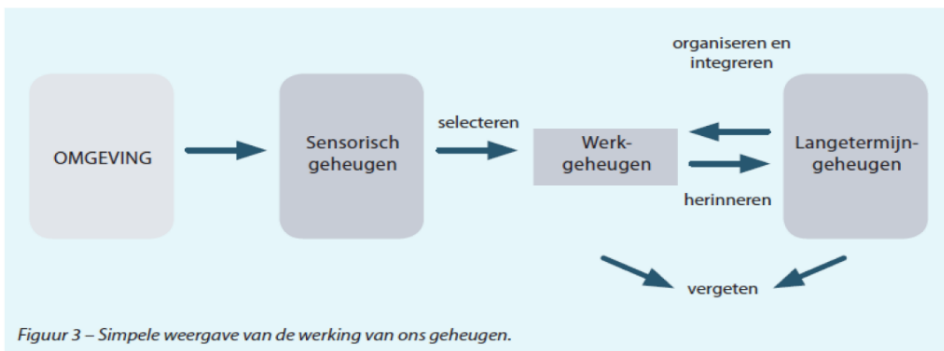 organiseren en
integreren
OMGEVING
Sensorisch
geheugen
selecteren
Werk-
geheugen
Langetermijn-
geheugen
herinneren
vergeten
Figuur 3 – Simpele weergave van de werking van ons geheugen.